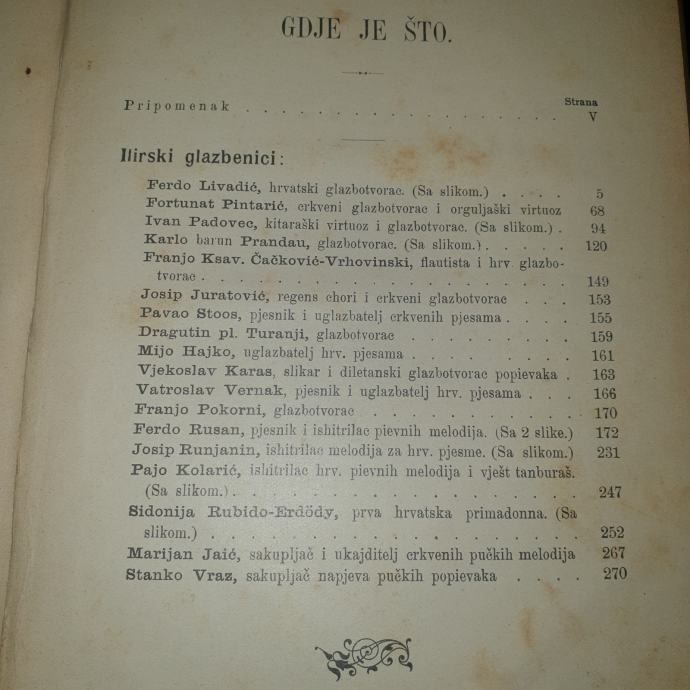 GDJE JE ŠTO.
Strana
Pripomenak . . . . . . . . . . . . . . . . . V
Ilirski glazbenici:
Ferdo Livadić, hrvatski glazbotvorac. (Sa slikom.) . . . . 5
Fortunat Pintarić, crkveni glazbotvorac i orguljaški virtuoz 68
Ivan Padovec, kitaraški virtuoz i glazbotvorac. (Sa slikom.) . 94
Karlo barun Prandau, glazbotvorac. (Sa slikom.) . . . . . 120
Franjo Ksav. Čačković-Vrhovinski, flautista i hrv. glazbo-
tvorac . . . . . . . . . . . . . . . . . . 149
Josip Juratović, regens chori i crkveni glazbotvorac . . . 153
Pavao Stoos, pjesnik i uglazbatelj crkvenih pjesama . . . . 155
Dragutin pl. Turanji, glazbotvorac . . . . . . . . 159
Mijo Hajko, uglazbatelj hrv. pjesama . . . . . . . . 161
Vjekoslav Karas, slikar i diletanski glazbotvorac popievaka . 163
Vatroslav Vernak, pjesnik i uglazbatelj hrv. pjesama . . . 166
Franjo Pokorni, glazbotvorac . . . . . . . . . . 170
Ferdo Rusan, pjesnik i ishitrilac pievnih melodija. (Sa 2 slike.) 172
Josip Runjanin, ishitrilac melodija za hrv. pjesme. (Sa slikom.) 231
Pajo Kolarić, ishitrilac hrv. pievnih melodija i vješt tanburaš.
(Sa slikom.) . . . . . . . . . . . . . . . 247
Sidonija Rubido-Erdödy, prva hrvatska primadonna. (Sa
slikom.) . . . . . . . . . . . . . . . . . 252
Marijan Jaić, sakupljač i ukajditelj crkvenih pučkih melodija 267
Stanko Vraz, sakupljač napjeva pučkih popievaka . . . . 270